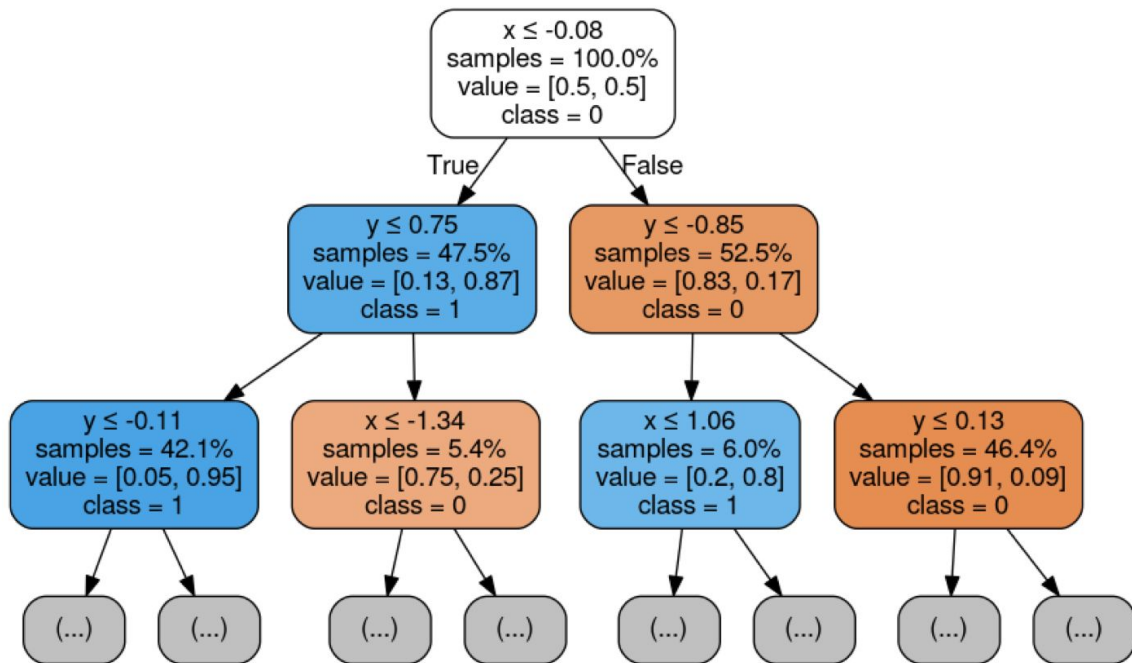 x ≤ -0.08
samples = 100.0%
value = [0.5, 0.5]
class = 0
True
False
y ≤ 0.75
samples = 47.5%
value = [0.13, 0.87]
class = 1
y ≤ -0.85
samples = 52.5%
value = [0.83, 0.17]
class = 0
y ≤ -0.11
samples = 42.1%
value = [0.05, 0.95]
class = 1
x ≤ -1.34
samples = 5.4%
value = [0.75, 0.25]
class = 0
x ≤ 1.06
samples = 6.0%
value = [0.2, 0.8]
class = 1
y ≤ 0.13
samples = 46.4%
value = [0.91, 0.09]
class = 0
(...)
(...)
(...)
(...)
(...)
(...)
(...)
(...)